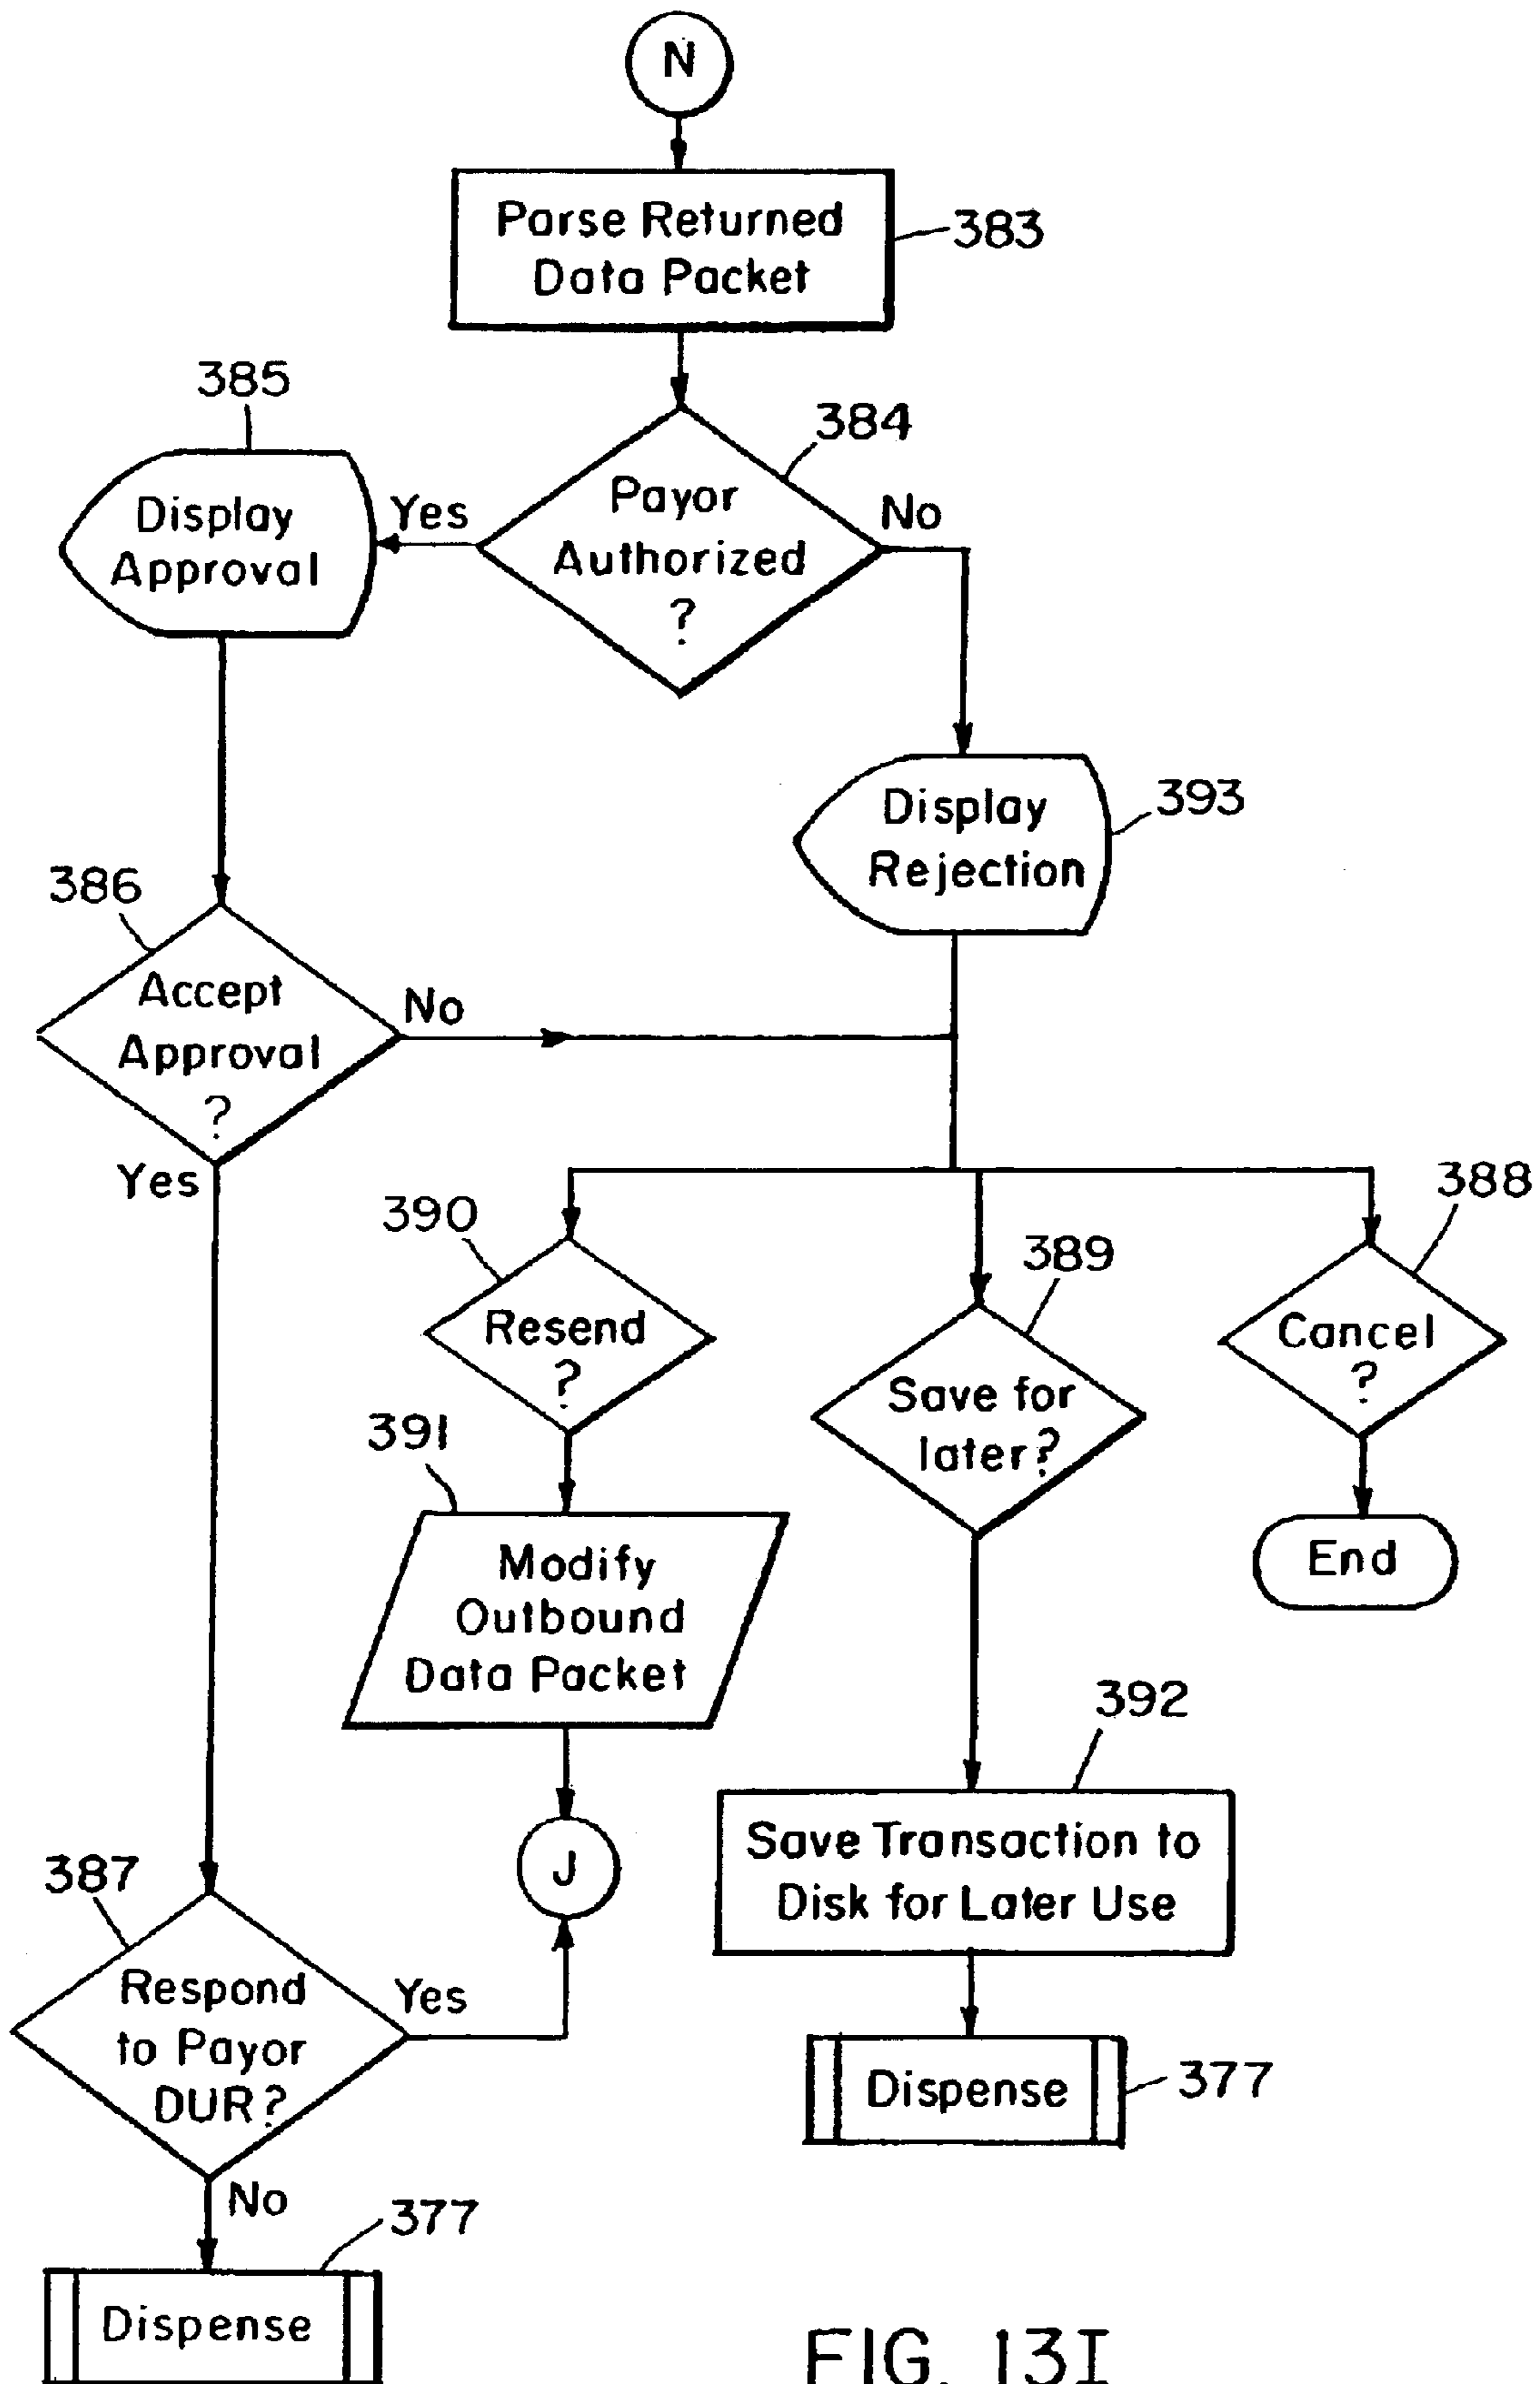 N
Parse Returned
Data Packet
383
385
384
Display
Approval
Yes
Payor
Authorized
?
No
Display
Rejection
393
386
Accept
Approval
?
No
Yes
390
389
388
Resend
?
Save for
later?
Cancel
?
391
Modify
Outbound
Data Packet
End
392
J
Save Transaction to
Disk for Later Use
387
Respond
to Payor
DUR?
Yes
Dispense
377
No
377
Dispense
FIG. 13I